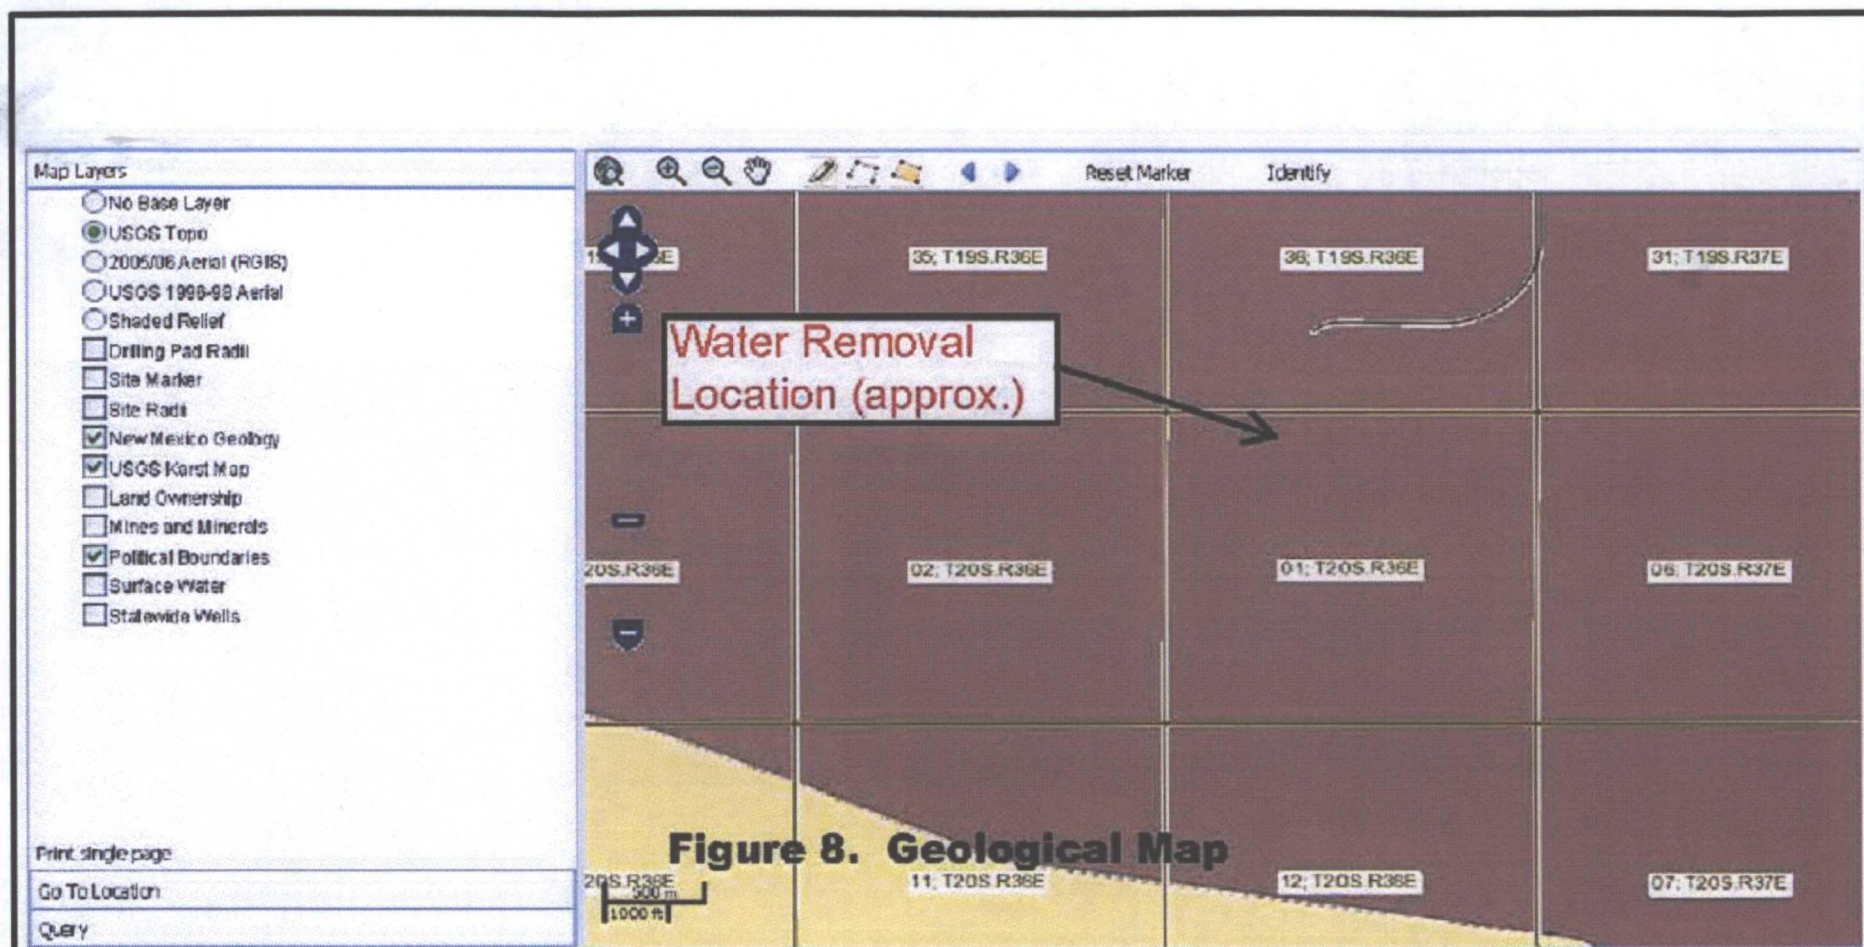 Map Layers
No Base Layer
USGS Topo
2005/06 Aerial (RGIS)
USGS 1996-98 Aerial
Shaded Relief
Drilling Pad Radii
Site Marker
Site Radii
New Mexico Geology
USGS Karst Map
Land Ownership
Mines and Minerals
Political Boundaries
Surface Water
Statewide Wells
Print single page
Go To Location
Query
Reset Marker Identify
35; T19S.R36E
36; T19S.R36E
31; T19S.R37E
Water Removal
Location (approx.)
20S.R36E
02; T20S.R36E
01; T20S.R36E
06; T20S.R37E
Figure 8. Geological Map
20S.R36E
11; T20S.R36E
12; T20S.R36E
07; T20S.R37E
500 m
1000 ft